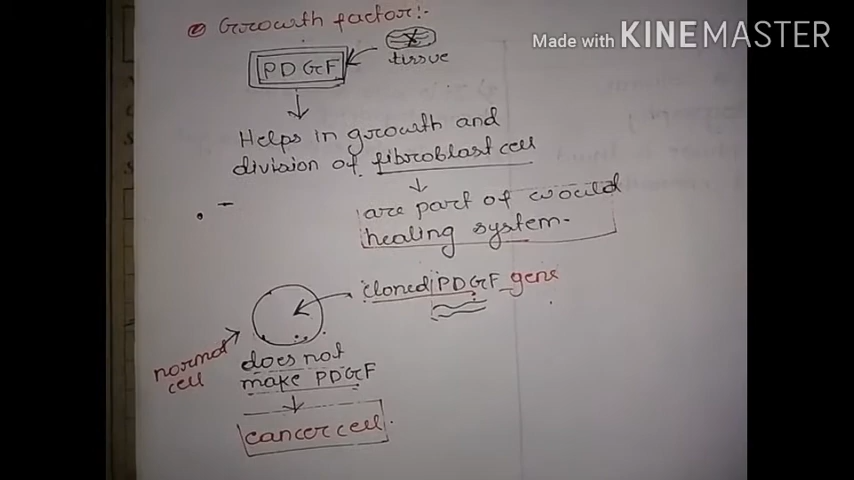 Made with KINEMASTER
② Growth factor:-
PDGF
tissue
Helps in growth and
division of fibroblast cell
are part of would
healing system.
cloned PDGF gene
normal
cell
does not
make PDGF
cancer cell.